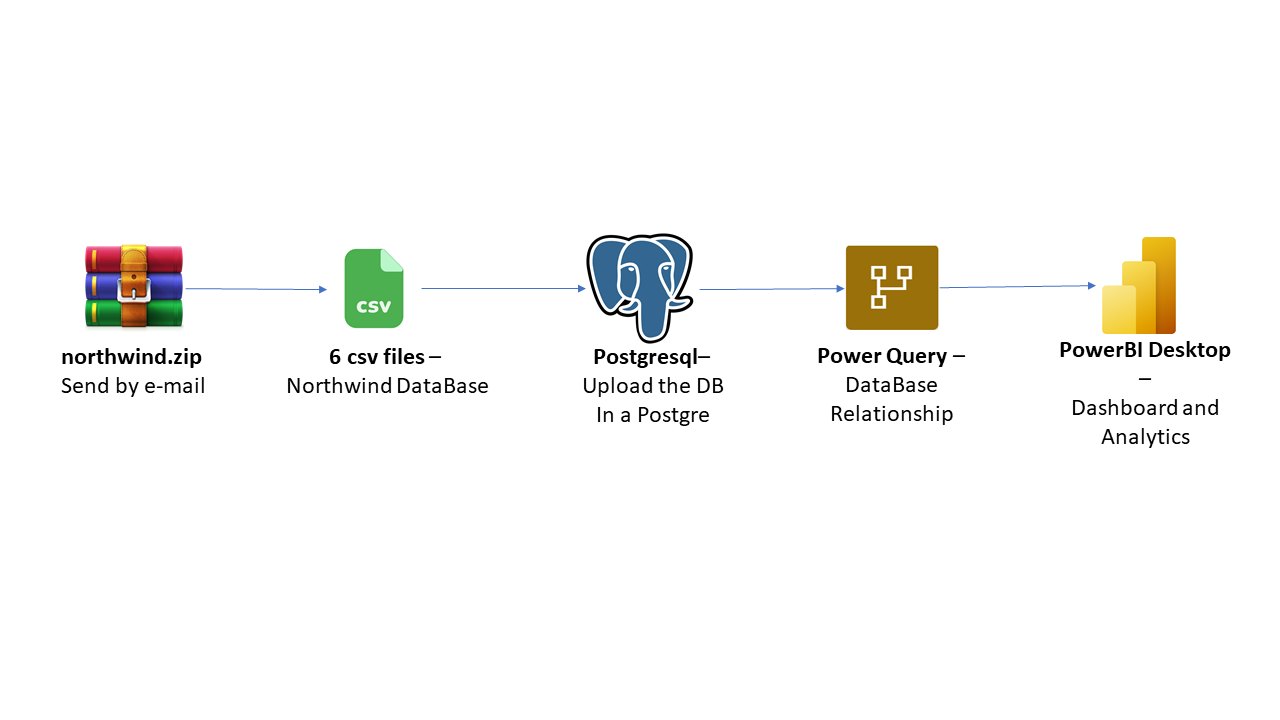 csv
northwind.zip
Send by e-mail
6 csv files –
Northwind DataBase
Postgresql–
Upload the DB
In a Postgre
Power Query –
DataBase
Relationship
PowerBI Desktop
–
Dashboard and
Analytics